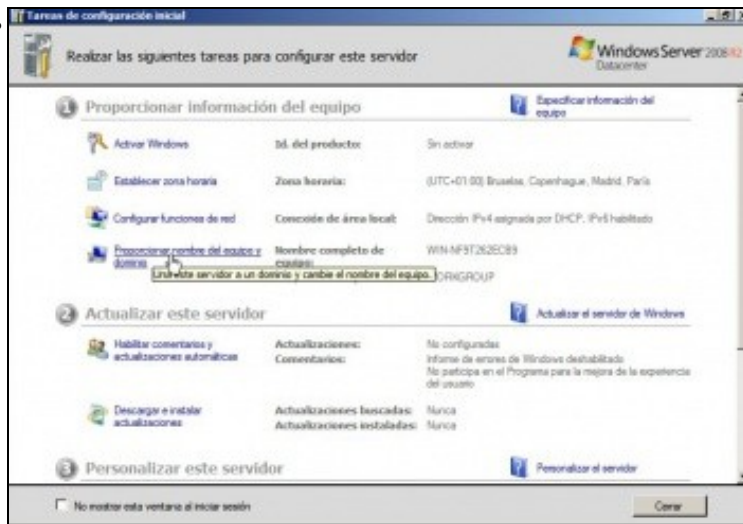 Tareas de configuración inicial
Realizar las siguientes tareas para configurar este servidor
Windows Server 2008 R2
Datacenter
1 Proporcionar información del equipo
Especificar información del
equipo
Activar Windows
Id. del producto:
Sin activar
Establecer zona horaria
Zona horaria:
(UTC+01:00) Bruselas, Copenhague, Madrid, París
Configurar funciones de red
Conexión de área local:
Dirección IPv4 asignada por DHCP, IPv6 habilitado
Proporcionar nombre del equipo y
dominio
Nombre completo de
equipo:
Una este servidor a un dominio y cambie el nombre del equipo.
2 Actualizar este servidor
Actualizar el servidor de Windows
Habilitar comentarios y
actualizaciones automáticas
Actualizaciones:
No configuradas
Comentarios:
Informe de errores de Windows deshabilitado
No participa en el Programa para la mejora de la experiencia
del usuario
Descargar e instalar
actualizaciones
Actualizaciones buscadas:
Nunca
Actualizaciones instaladas:
Nunca
3 Personalizar este servidor
Personalizar el servidor
No mostrar esta ventana al iniciar sesión
Cerrar